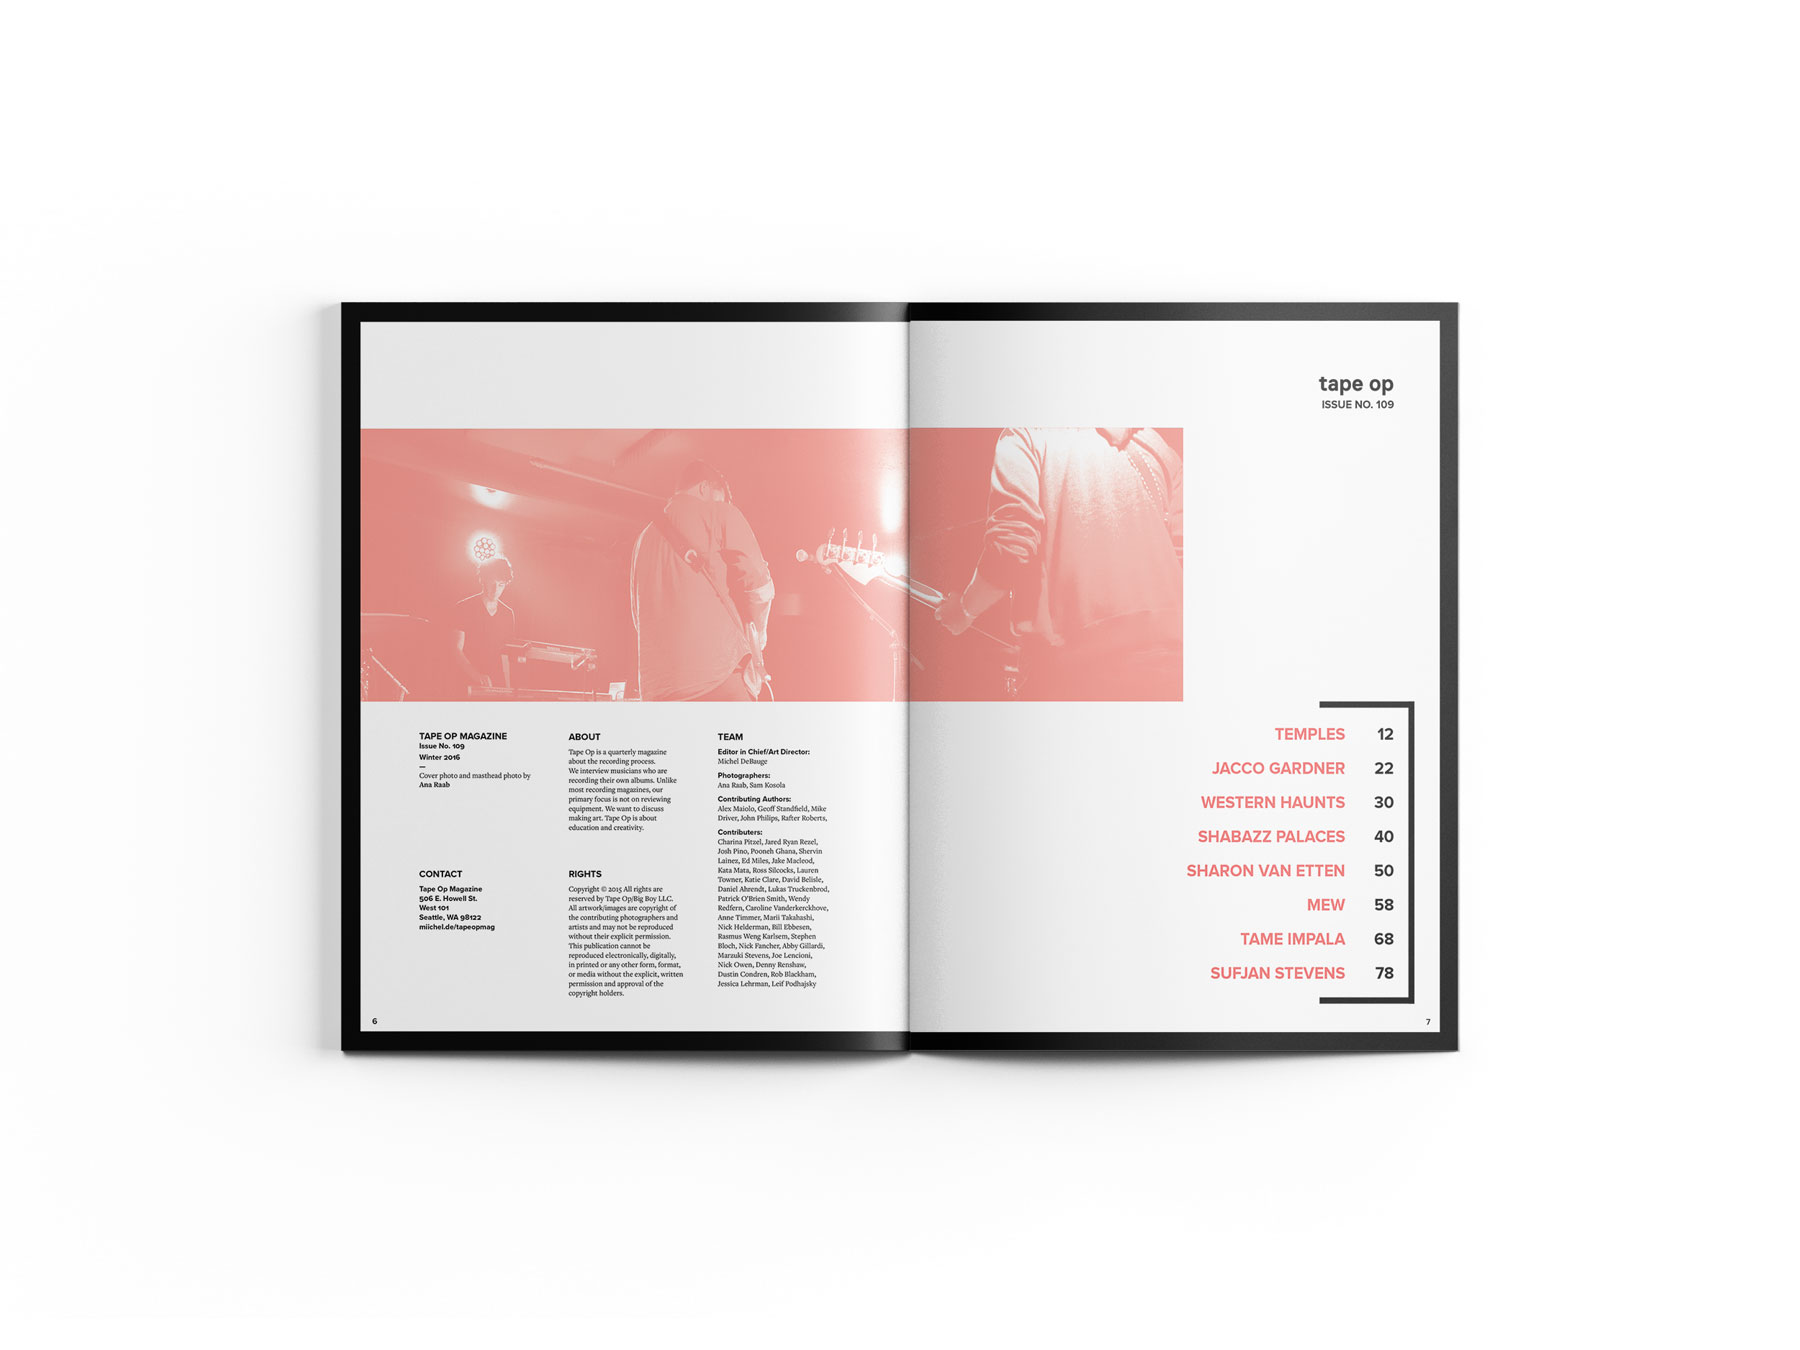 TAPE OP MAGAZINE
Issue No. 109
Winter 2016
—
Cover photo and masthead photo by
Ana Raab
CONTACT
Tape Op Magazine
506 E. Howell St.
West 101
Seattle, WA 98122
miichel.de/tapeopmag
6
ABOUT
Tape Op is a quarterly magazine
about the recording process.
We interview musicians who are
recording their own albums. Unlike
most recording magazines, our
primary focus is not on reviewing
equipment. We want to discuss
making art. Tape Op is about
education and creativity.
RIGHTS
Copyright © 2015 All rights are
reserved by Tape Op/Big Boy LLC.
All artwork/images are copyright of
the contributing photographers and
artists and may not be reproduced
without their explicit permission.
This publication cannot be
reproduced electronically, digitally,
in printed or any other form, format,
or media without the explicit, written
permission and approval of the
copyright holders.
TEAM
Editor in Chief/Art Director:
Michel DeBauge
Photographers:
Ana Raab, Sam Kosola
Contributing Authors:
Alex Maiolo, Geoff Standfield, Mike
Driver, John Philips, Rafter Roberts,
Contributers:
Charina Pitzel, Jared Ryan Rezel,
Josh Pino, Pooneh Ghana, Shervin
Lainez, Ed Miles, Jake Macleod,
Kata Mata, Ross Silcocks, Lauren
Towner, Katie Clare, David Belisle,
Daniel Ahrendt, Lukas Truckenbrod,
Patrick O'Brien Smith, Wendy
Redfern, Caroline Vanderkerckhove,
Anne Timmer, Marii Takahashi,
Nick Helderman, Bill Ebbesen,
Rasmus Weng Karlsem, Stephen
Bloch, Nick Fancher, Abby Gillardi,
Marzuki Stevens, Joe Lencioni,
Nick Owen, Denny Renshaw,
Dustin Condren, Rob Blackham,
Jessica Lehrman, Leif Podhajsky
tape op
ISSUE NO. 109
TEMPLES 12
JACCO GARDNER 22
WESTERN HAUNTS 30
SHABAZZ PALACES 40
SHARON VAN ETTEN 50
MEW 58
TAME IMPALA 68
SUFJAN STEVENS 78
7